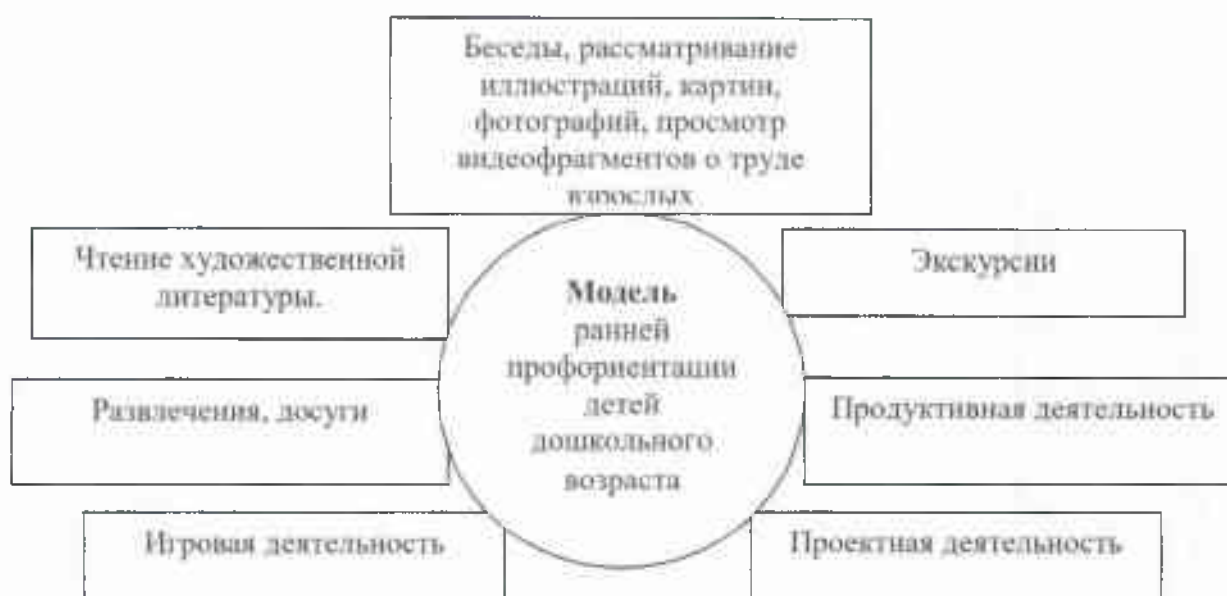 Беседы, рассматривание
иллюстраций, картин,
фотографий, просмотр
видеофрагментов о труде
взрослых
Чтение художественной
литературы.
Экскурсии
Модель
ранней
профориентации
детей
дошкольного
возраста
Развлечения, досуги
Продуктивная деятельность
Игровая деятельность
Проектная деятельность